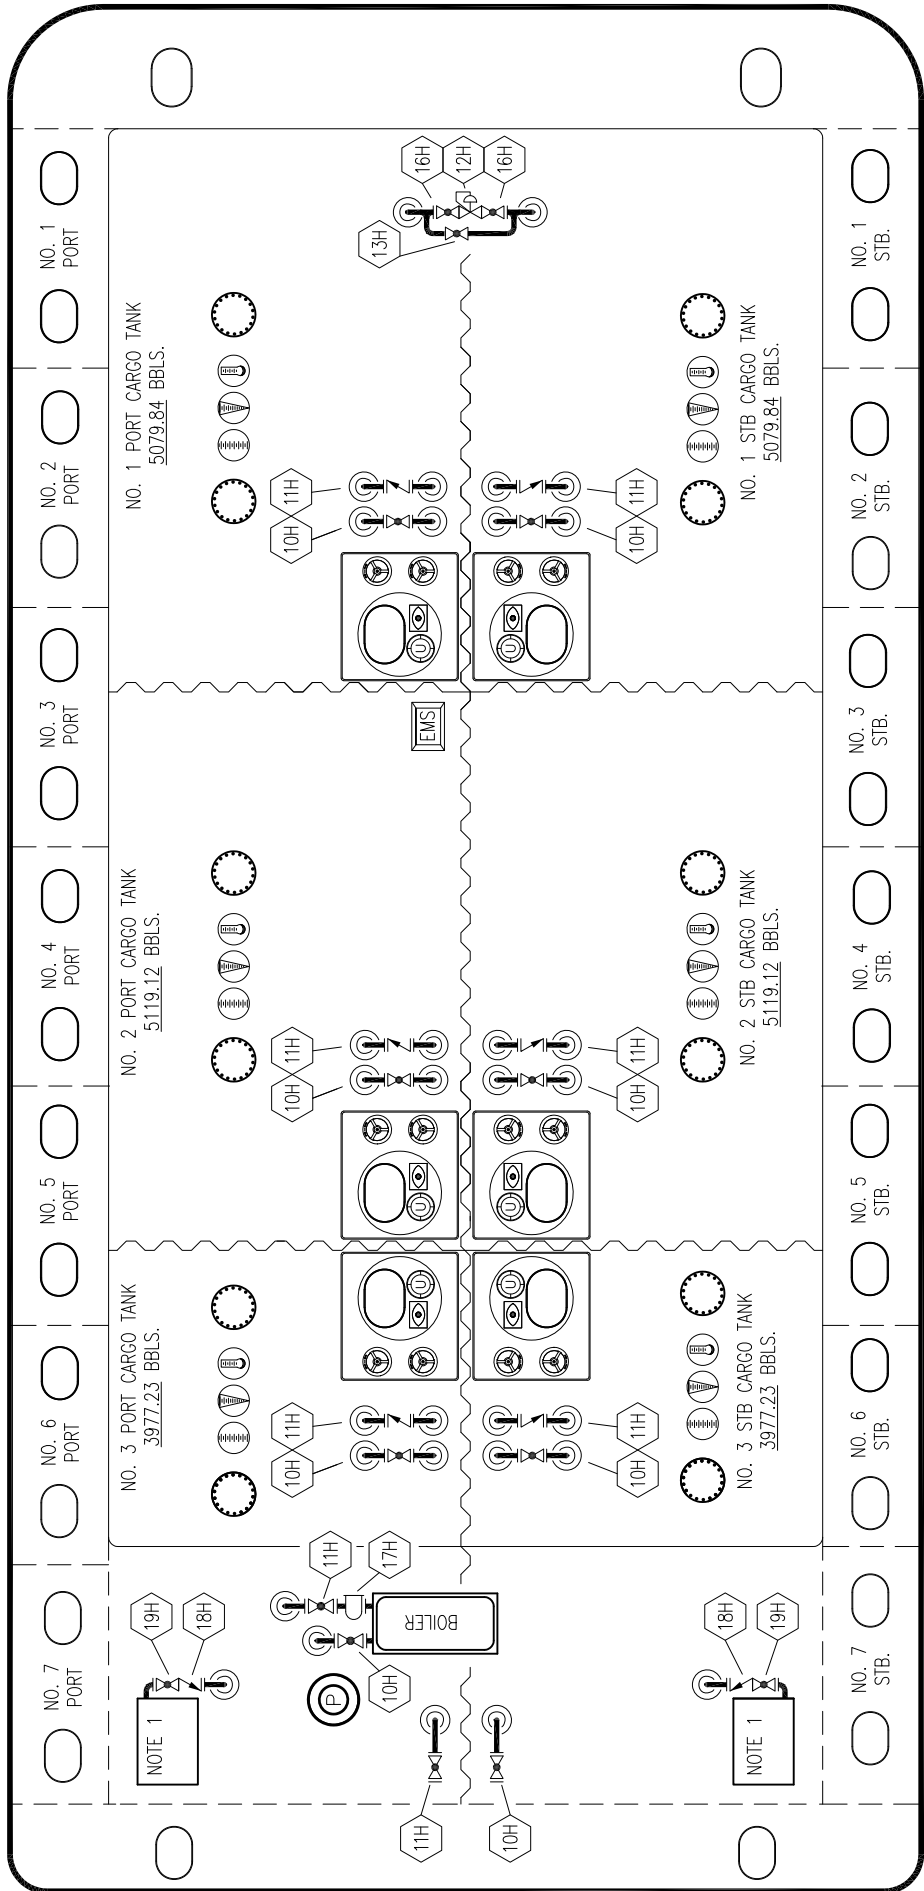 NO. 1
PORT
NO. 2
PORT
NO. 3
PORT
NO. 4
PORT
NO. 5
PORT
NO. 6
PORT
NO. 7
PORT
16H
12H
16H
13H
NO. 1 PORT CARGO TANK
5079.84 BBLS.
11H
10H
NO. 1 STB CARGO TANK
5079.84 BBLS.
11H
10H
U
U
EMS
NO. 2 PORT CARGO TANK
5119.12 BBLS.
11H
10H
NO. 2 STB CARGO TANK
5119.12 BBLS.
11H
10H
U
U
U
U
NO. 3 PORT CARGO TANK
3977.23 BBLS.
11H
10H
NO. 3 STB CARGO TANK
3977.23 BBLS.
11H
10H
11H
17H
BOILER
10H
P
19H
18H
NOTE 1
18H
19H
NOTE 1
11H
10H
NO. 1
STB.
NO. 2
STB.
NO. 3
STB.
NO. 4
STB.
NO. 5
STB.
NO. 6
STB.
NO. 7
STB.